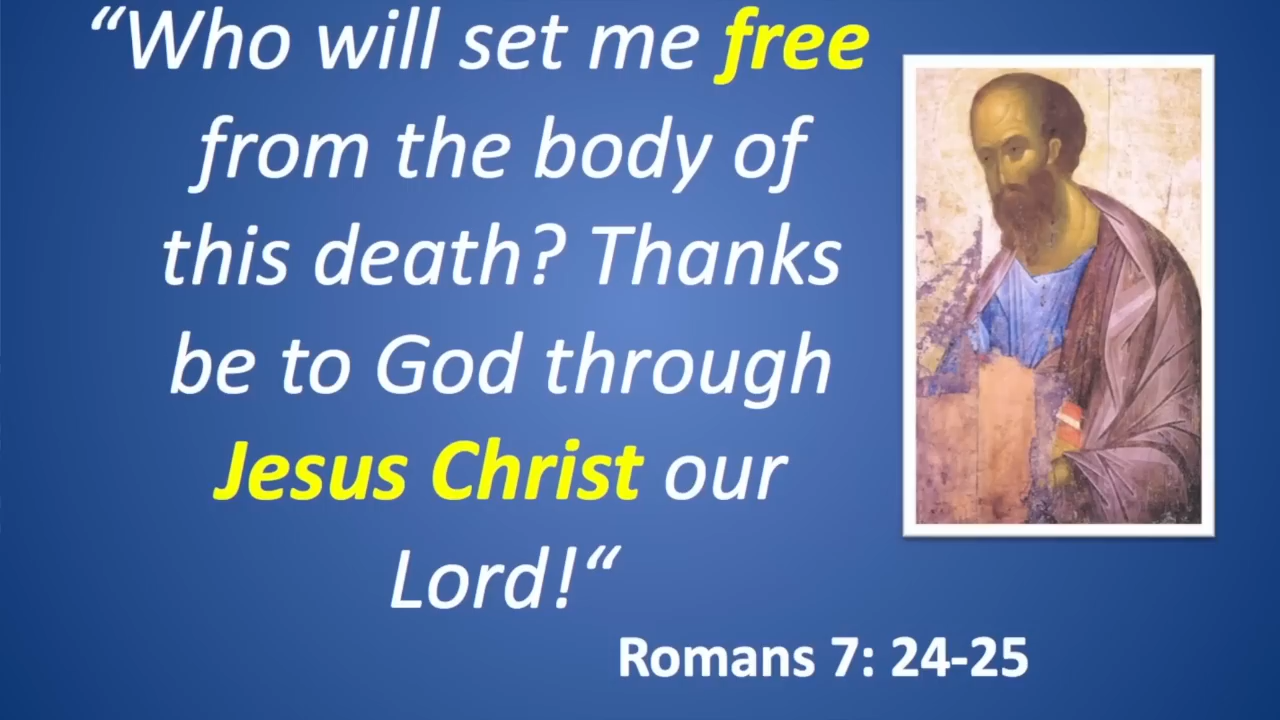 “Who will set me free
from the body of
this death? Thanks
be to God through
Jesus Christ our
Lord!“
Romans 7: 24-25